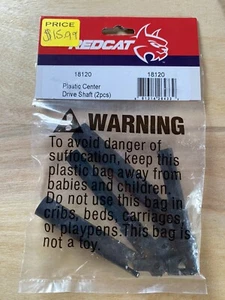 PRICE
$15.99
REDCAT
18120
18120
Plastic Center
Drive Shaft (2pcs)
WARNING
To avoid danger of
suffocation, keep this
plastic bag away from
babies and children.
Do not use this bag in
cribs, beds, carriages,
or playpens. This bag is
not a toy.